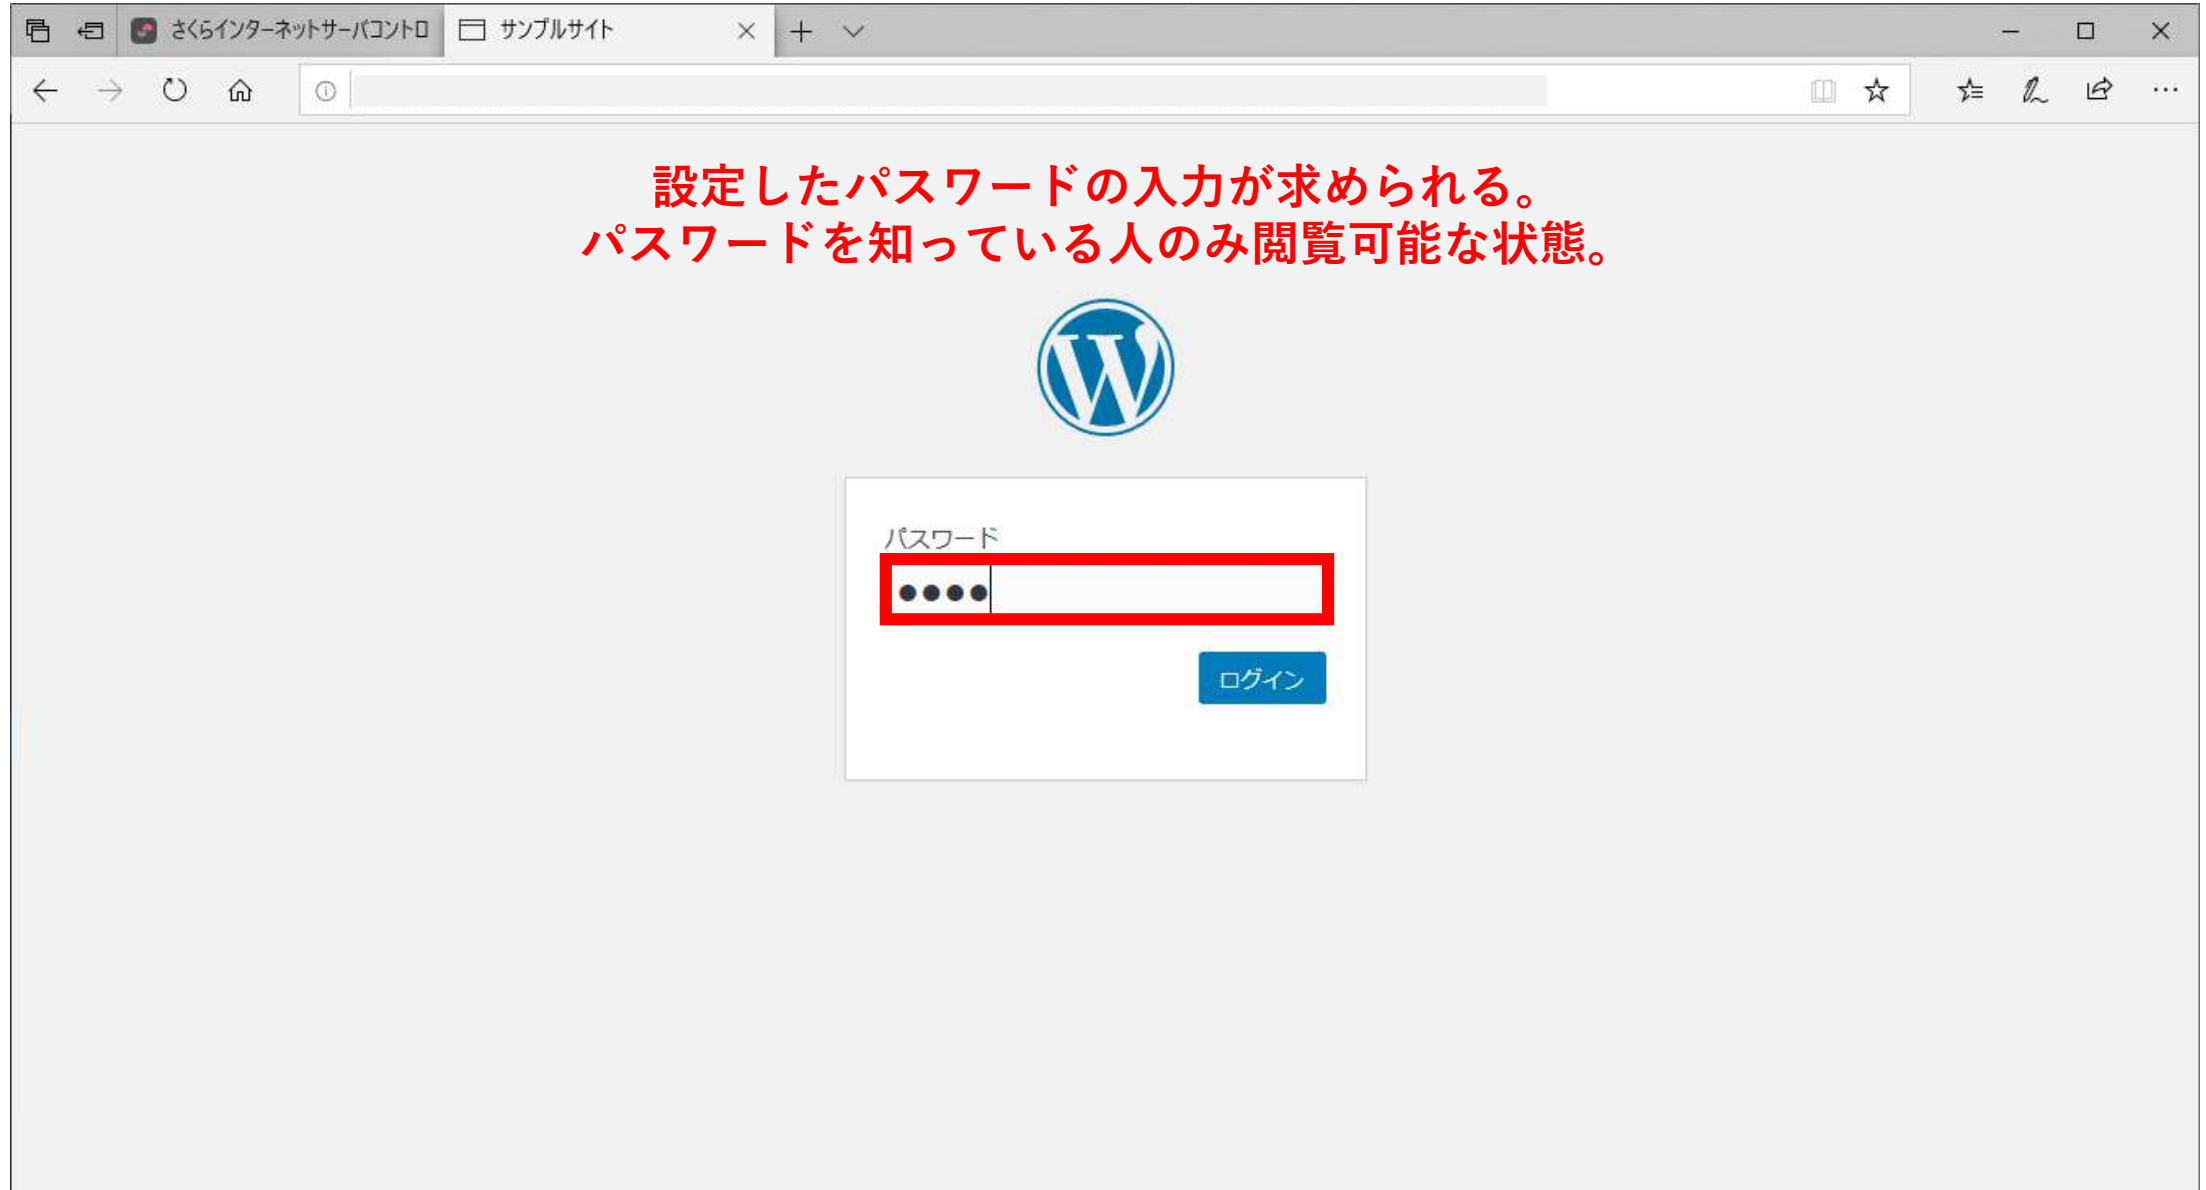 さくらインターネットサーバコントロ
サンプルサイト
設定したパスワードの入力が求められる。
パスワードを知っている人のみ閲覧可能な状態。
パスワード
ログイン